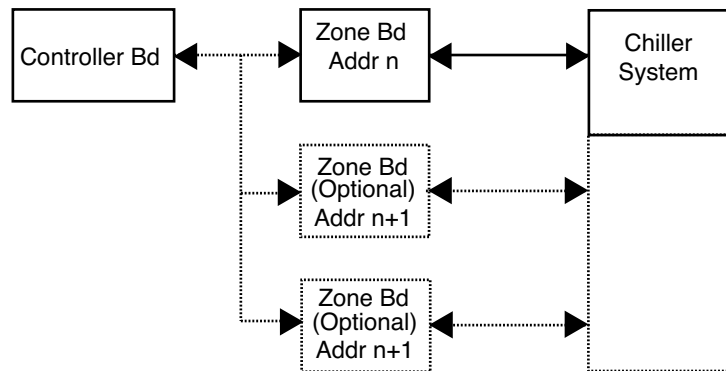 Controller Bd
Zone Bd
Addr n
Chiller
System
Zone Bd
(Optional)
Addr n+1
Zone Bd
(Optional)
Addr n+1